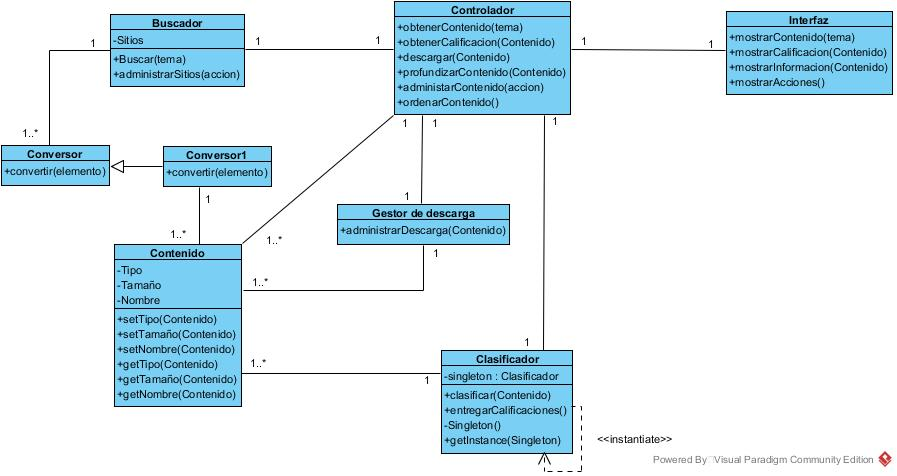 Buscador
-Sitios
+Buscar(tema)
+administrarSitios(accion)
Controlador
+obtenerContenido(tema)
+obtenerCalificacion(Contenido)
+descargar(Contenido)
+profundizarContenido(Contenido)
+administarContenido(accion)
+ordenarContenido()
Interfaz
+mostrarContenido(tema)
+mostrarCalificacion(Contenido)
+mostrarInformacion(Contenido)
+mostrarAcciones()
1
1
1
1
1
1..*
1
1
1
Conversor
+convertir(elemento)
Conversor1
+convertir(elemento)
1
1..*
1..*
1
Gestor de descarga
+administrarDescarga(Contenido)
1
1..*
Contenido
-Tipo
-Tamaño
-Nombre
+setTipo(Contenido)
+setTamaño(Contenido)
+setNombre(Contenido)
+getTipo(Contenido)
+getTamaño(Contenido)
+getNombre(Contenido)
1..*
1
1
Clasificador
-singleton : Clasificador
+clasificar(Contenido)
+entregarCalificaciones()
-Singleton()
+getInstance(Singleton)
<<instantiate>>
Powered By Visual Paradigm Community Edition